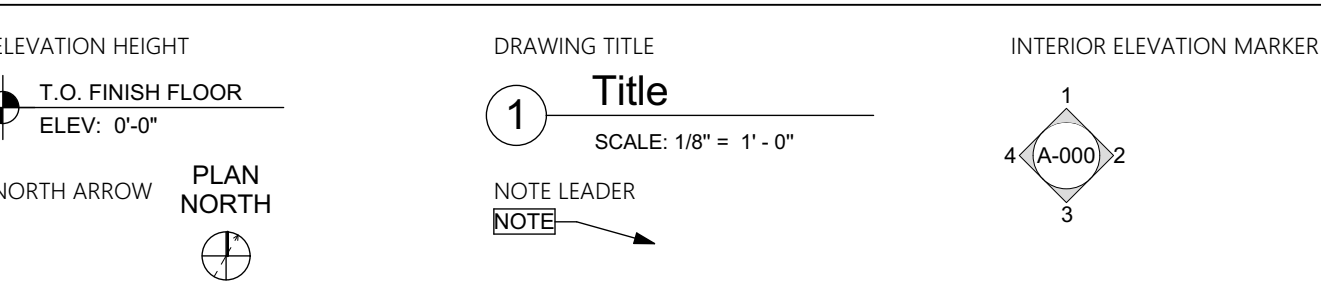 ELEVATION HEIGHT
T.O. FINISH FLOOR
ELEV: 0'-0"
NORTH ARROW
PLAN
NORTH
DRAWING TITLE
1
Title
SCALE: 1/8" = 1' - 0"
NOTE LEADER
NOTE
INTERIOR ELEVATION MARKER
1
4 A-000 2
3